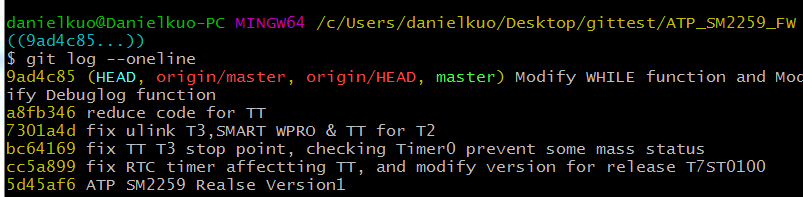 danielkuo@Danielkuo-PC MINGW64 /c/Users/danielkuo/Desktop/gittest/ATP_SM2259_FW
((9ad4c85...))
$ git log --oneline
9ad4c85 (HEAD, origin/master, origin/HEAD, master) Modify WHILE function and Mod
ify Debuglog function
a8fb346 reduce code for TT
7301a4d fix ulink T3,SMART WPRO & TT for T2
bc64169 fix TT T3 stop point, checking Timer0 prevent some mass status
cc5a899 fix RTC timer affectting TT, and modify version for release T7ST0100
5d45af6 ATP SM2259 Realse Version1